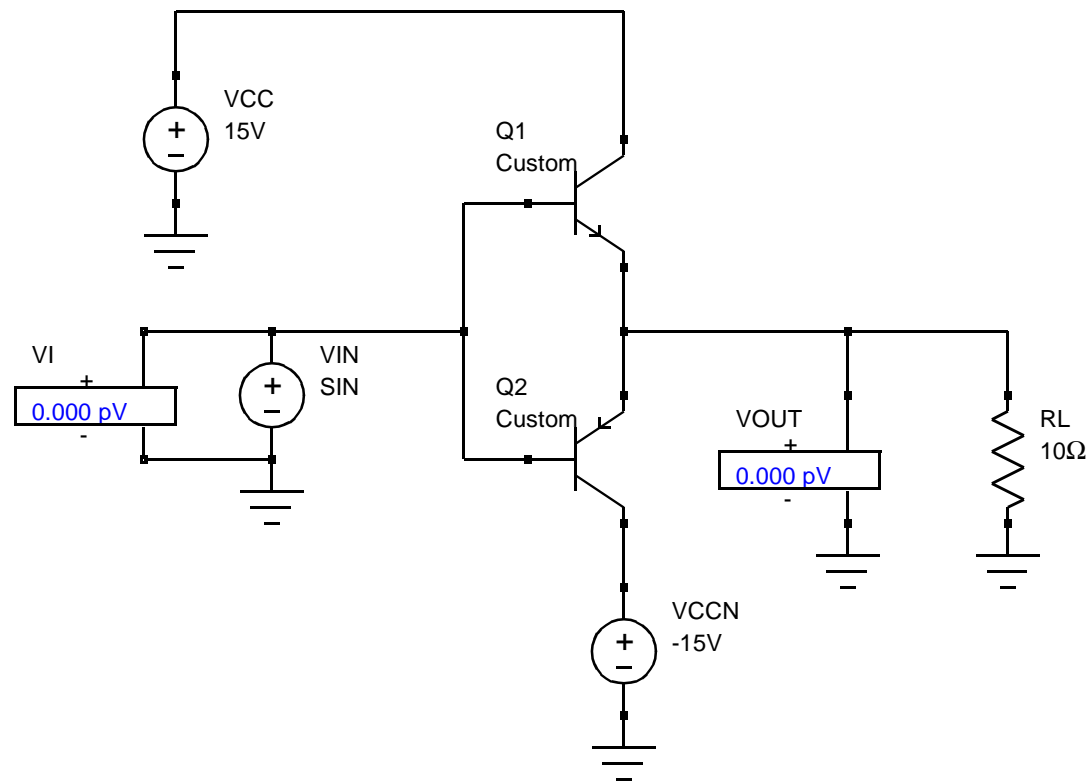 VCC
15V
+
−
Q1
Custom
VI
+
0.000 pV
-
VIN
SIN
+
−
Q2
Custom
VOUT
+
0.000 pV
-
RL
10Ω
VCCN
-15V
+
−